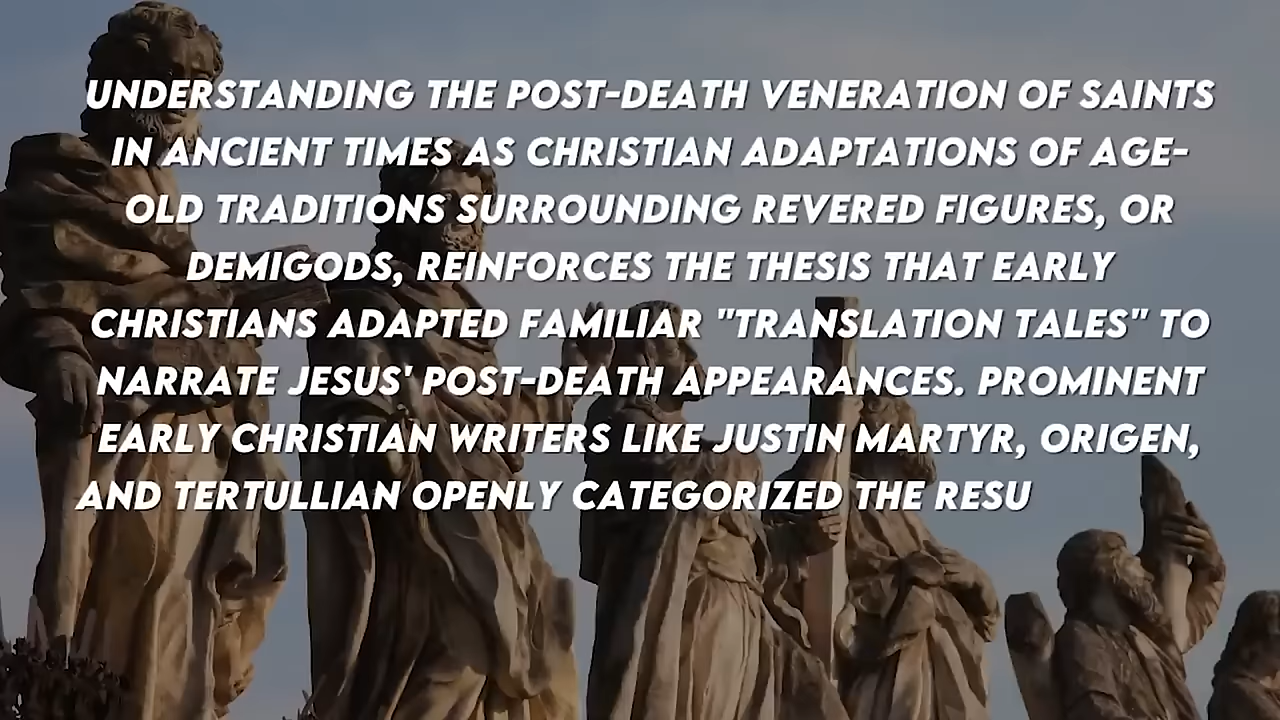 UNDERSTANDING THE POST-DEATH VENERATION OF SAINTS
IN ANCIENT TIMES AS CHRISTIAN ADAPTATIONS OF AGE-
OLD TRADITIONS SURROUNDING REVERED FIGURES, OR
DEMIGODS, REINFORCES THE THESIS THAT EARLY
CHRISTIANS ADAPTED FAMILIAR "TRANSLATION TALES" TO
NARRATE JESUS' POST-DEATH APPEARANCES. PROMINENT
EARLY CHRISTIAN WRITERS LIKE JUSTIN MARTYR, ORIGEN,
AND TERTULLIAN OPENLY CATEGORIZED THE RESU